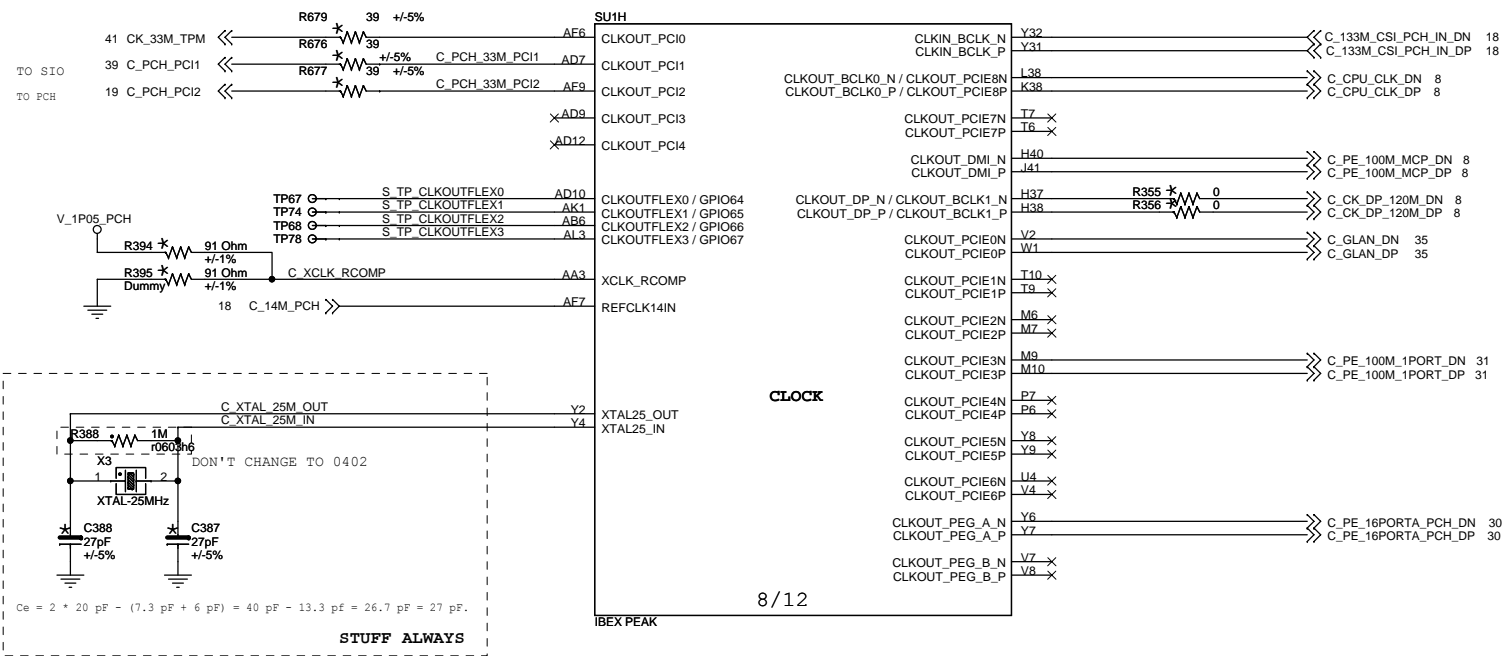 R679 39 +/-5%
SU1H
41 CK_33M_TPM AF6 CLKOUT_PCI0
R676 39 +/-5%
TO SIO 39 C_PCH_PCI1 C_PCH_33M_PCI1 AD7 CLKOUT_PCI1
R677 39 +/-5%
TO PCH 19 C_PCH_PCI2 C_PCH_33M_PCI2 AF9 CLKOUT_PCI2
AD9 CLKOUT_PCI3
AD12 CLKOUT_PCI4
TP67 S_TP_CLKOUTFLEX0 AD10 CLKOUTFLEX0 / GPIO64
TP74 S_TP_CLKOUTFLEX1 AK1 CLKOUTFLEX1 / GPIO65
TP68 S_TP_CLKOUTFLEX2 AB6 CLKOUTFLEX2 / GPIO66
TP78 S_TP_CLKOUTFLEX3 AL3 CLKOUTFLEX3 / GPIO67
V_1P05_PCH
R394 91 Ohm
+/-1%
R395 91 Ohm C_XCLK_RCOMP AA3 XCLK_RCOMP
Dummy +/-1%
18 C_14M_PCH AF7 REFCLK14IN
C_XTAL_25M_OUT Y2 XTAL25_OUT
C_XTAL_25M_IN Y4 XTAL25_IN
R388 1M
r0603h6
DON'T CHANGE TO 0402
X3
1 2
XTAL-25MHz
C388 C387
27pF 27pF
+/-5% +/-5%
Ce = 2 * 20 pF - (7.3 pF + 6 pF) = 40 pF - 13.3 pf = 26.7 pF = 27 pF.
STUFF ALWAYS
CLOCK
8/12
IBEX PEAK
CLKIN_BCLK_N Y32 C_133M_CSI_PCH_IN_DN 18
CLKIN_BCLK_P Y31 C_133M_CSI_PCH_IN_DP 18
CLKOUT_BCLK0_N / CLKOUT_PCIE8N L38 C_CPU_CLK_DN 8
CLKOUT_BCLK0_P / CLKOUT_PCIE8P K38 C_CPU_CLK_DP 8
CLKOUT_PCIE7N T7
CLKOUT_PCIE7P T6
CLKOUT_DMI_N H40 C_PE_100M_MCP_DN 8
CLKOUT_DMI_P J41 C_PE_100M_MCP_DP 8
CLKOUT_DP_N / CLKOUT_BCLK1_N H37 R355 0 C_CK_DP_120M_DN 8
CLKOUT_DP_P / CLKOUT_BCLK1_P H38 R356 0 C_CK_DP_120M_DP 8
CLKOUT_PCIE0N V2 C_GLAN_DN 35
CLKOUT_PCIE0P W1 C_GLAN_DP 35
CLKOUT_PCIE1N T10
CLKOUT_PCIE1P T9
CLKOUT_PCIE2N M6
CLKOUT_PCIE2P M7
CLKOUT_PCIE3N M9 C_PE_100M_1PORT_DN 31
CLKOUT_PCIE3P M10 C_PE_100M_1PORT_DP 31
CLKOUT_PCIE4N P7
CLKOUT_PCIE4P P6
CLKOUT_PCIE5N Y8
CLKOUT_PCIE5P Y9
CLKOUT_PCIE6N U4
CLKOUT_PCIE6P V4
CLKOUT_PEG_A_N Y6 C_PE_16PORTA_PCH_DN 30
CLKOUT_PEG_A_P Y7 C_PE_16PORTA_PCH_DP 30
CLKOUT_PEG_B_N V7
CLKOUT_PEG_B_P V8